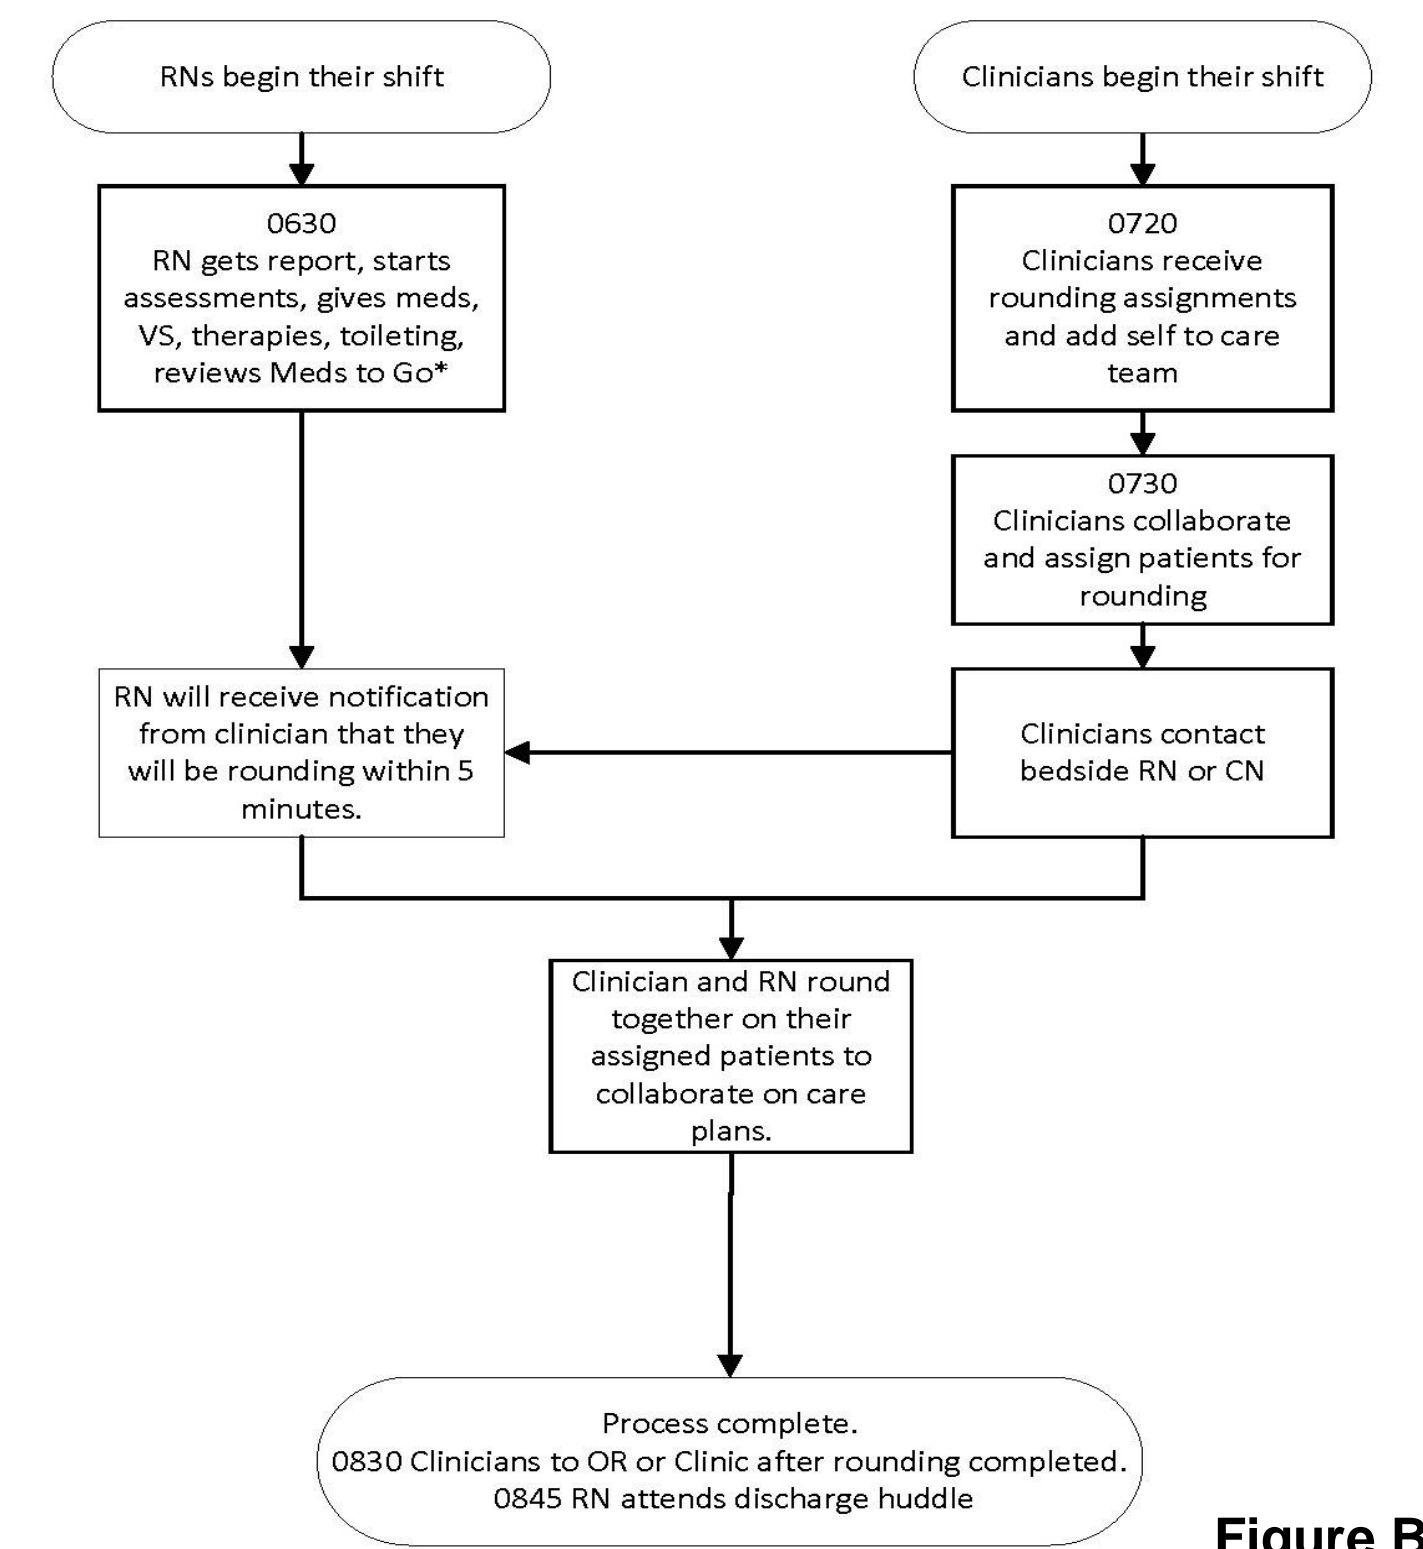 RNs begin their shift
Clinicians begin their shift
0630
RN gets report, starts
assessments, gives meds,
VS, therapies, toileting,
reviews Meds to Go*
0720
Clinicians receive
rounding assignments
and add self to care
team
0730
Clinicians collaborate
and assign patients for
rounding
RN will receive notification
from clinician that they
will be rounding within 5
minutes.
Clinicians contact
bedside RN or CN
Clinician and RN round
together on their
assigned patients to
collaborate on care
plans.
Process complete.
0830 Clinicians to OR or Clinic after rounding completed.
0845 RN attends discharge huddle
Figure B